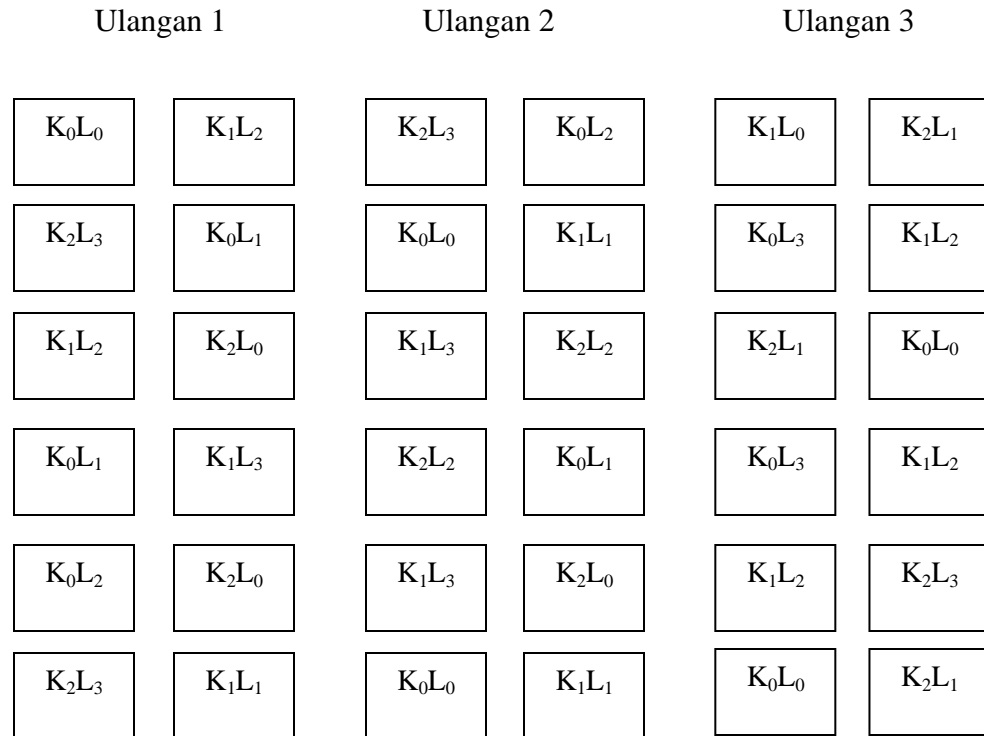 Ulangan 1 Ulangan 2 Ulangan 3
K₀L₀ K₁L₂ K₂L₃ K₀L₂ K₁L₀ K₂L₁
K₂L₃ K₀L₁ K₀L₀ K₁L₁ K₀L₃ K₁L₂
K₁L₂ K₂L₀ K₁L₃ K₂L₂ K₂L₁ K₀L₀
K₀L₁ K₁L₃ K₂L₂ K₀L₁ K₀L₃ K₁L₂
K₀L₂ K₂L₀ K₁L₃ K₂L₀ K₁L₂ K₂L₃
K₂L₃ K₁L₁ K₀L₀ K₁L₁ K₀L₀ K₂L₁